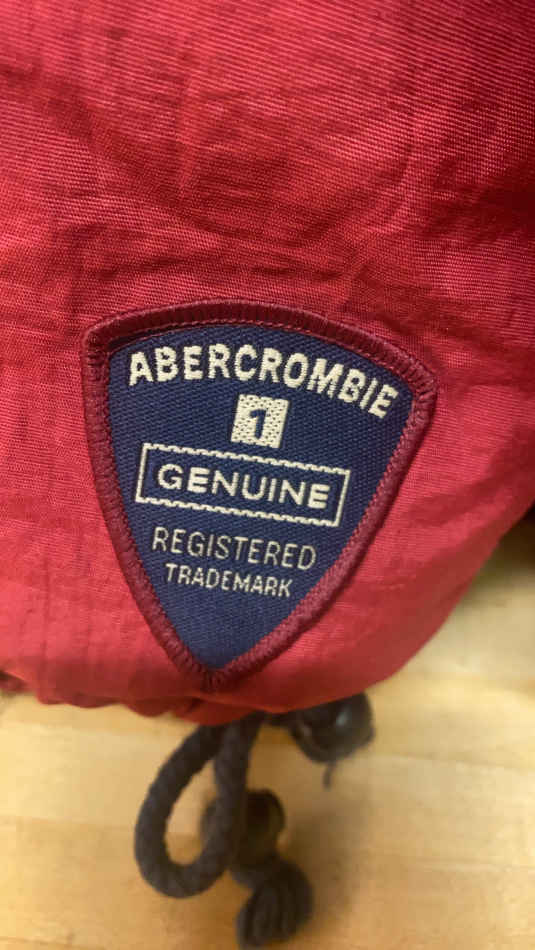 ABERCROMBIE
1
GENUINE
REGISTERED
TRADEMARK